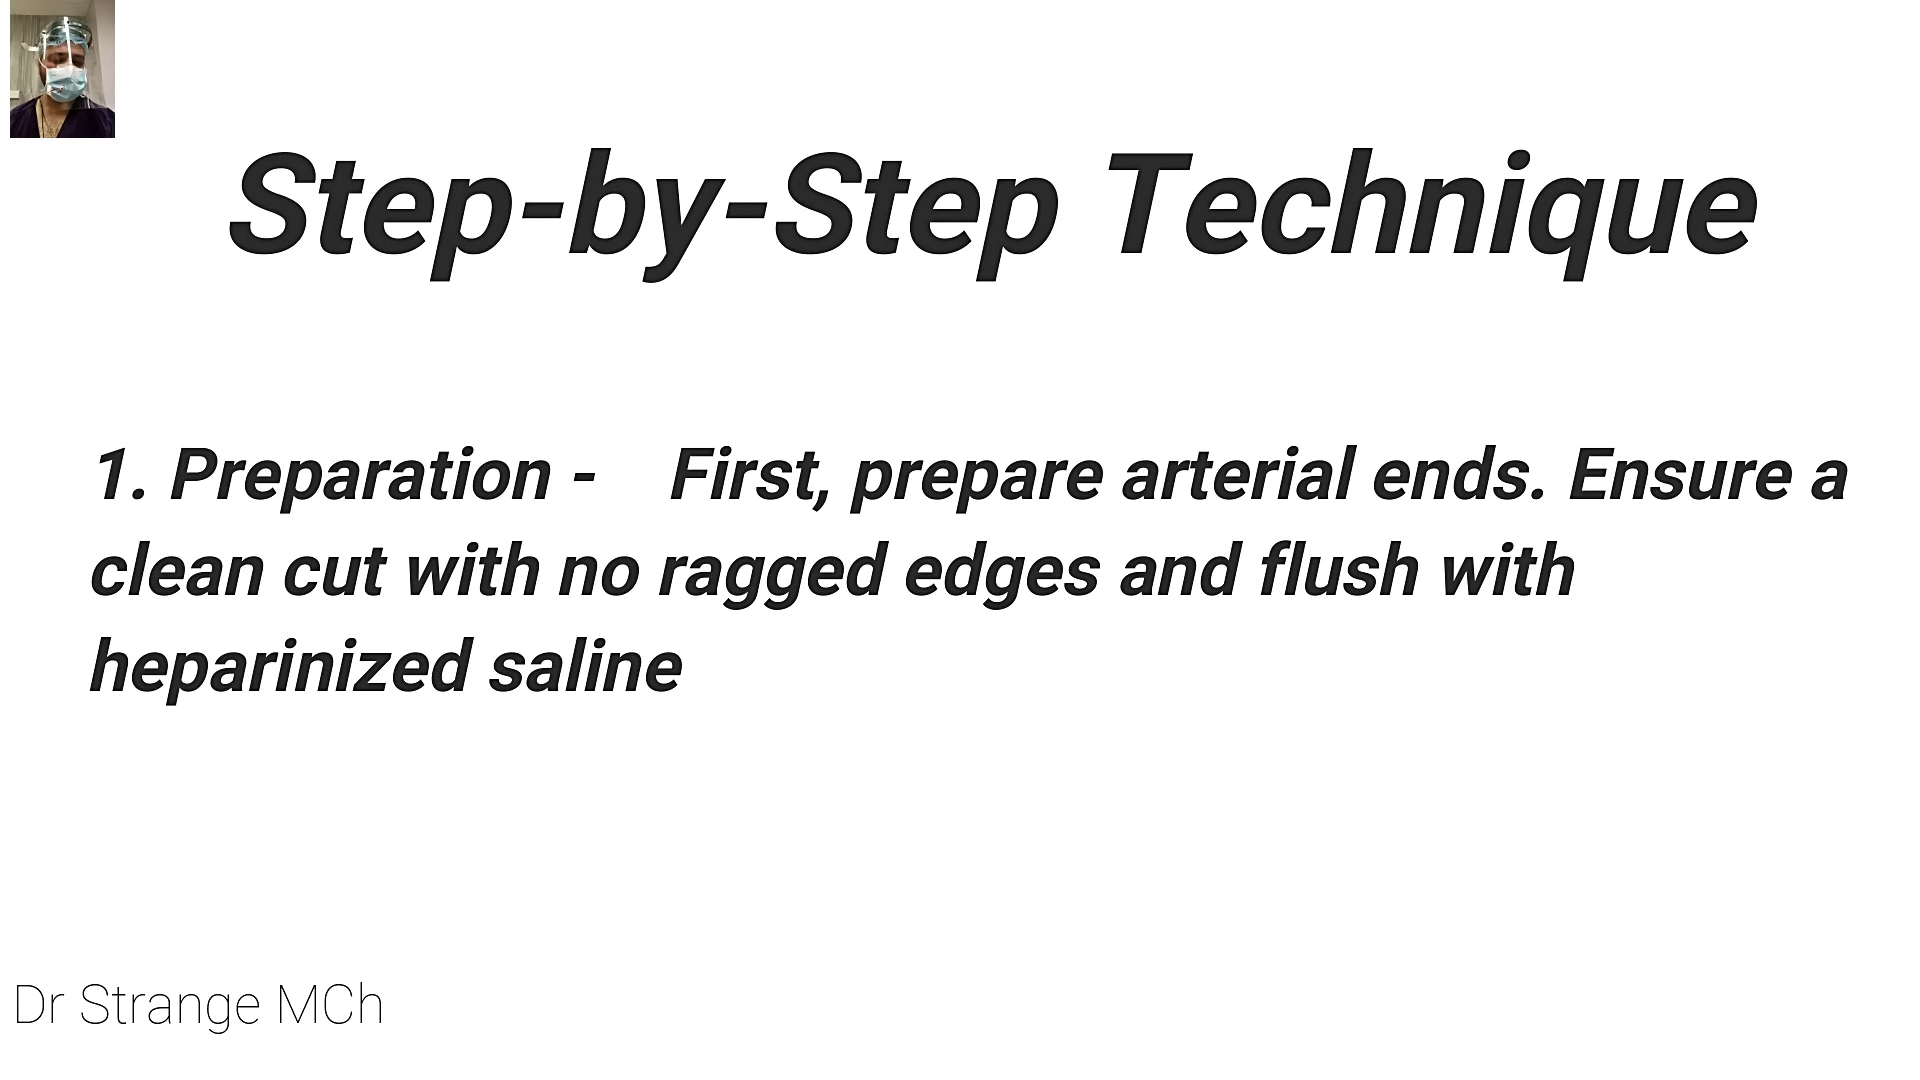 Step-by-Step Technique
1. Preparation - First, prepare arterial ends. Ensure a
clean cut with no ragged edges and flush with
heparinized saline
Dr Strange MCh